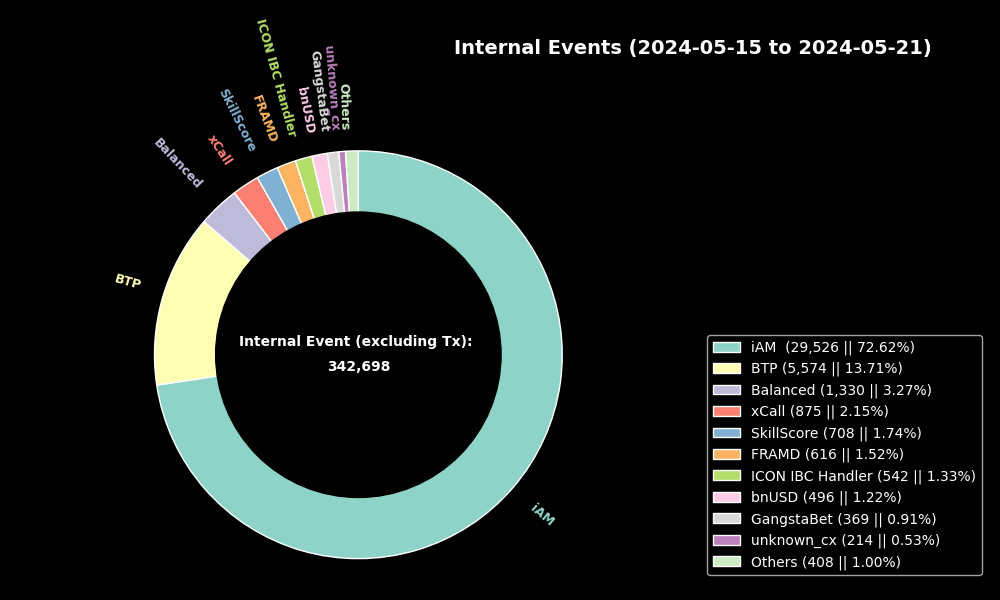 Internal Events (2024-05-15 to 2024-05-21)
ICON IBC Handler
unknown_cx
GangstaBet
Others
bnUSD
SkillScore
FRAMD
xCall
Balanced
BTP
Internal Event (excluding Tx):
342,698
iAM
iAM  (29,526 || 72.62%)
BTP (5,574 || 13.71%)
Balanced (1,330 || 3.27%)
xCall (875 || 2.15%)
SkillScore (708 || 1.74%)
FRAMD (616 || 1.52%)
ICON IBC Handler (542 || 1.33%)
bnUSD (496 || 1.22%)
GangstaBet (369 || 0.91%)
unknown_cx (214 || 0.53%)
Others (408 || 1.00%)